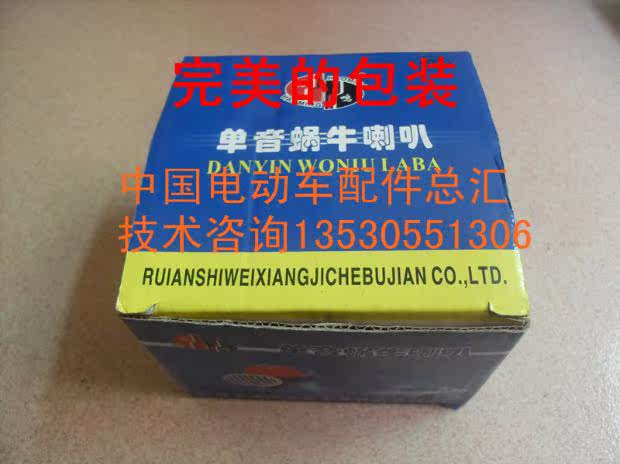 完美的包装
单音蜗牛喇叭
DANYIN WONIU LABA
中国电动车配件总汇
技术咨询13530551306
RUIANSHIWEIXIANGJICHEBUJIAN CO.,LTD.